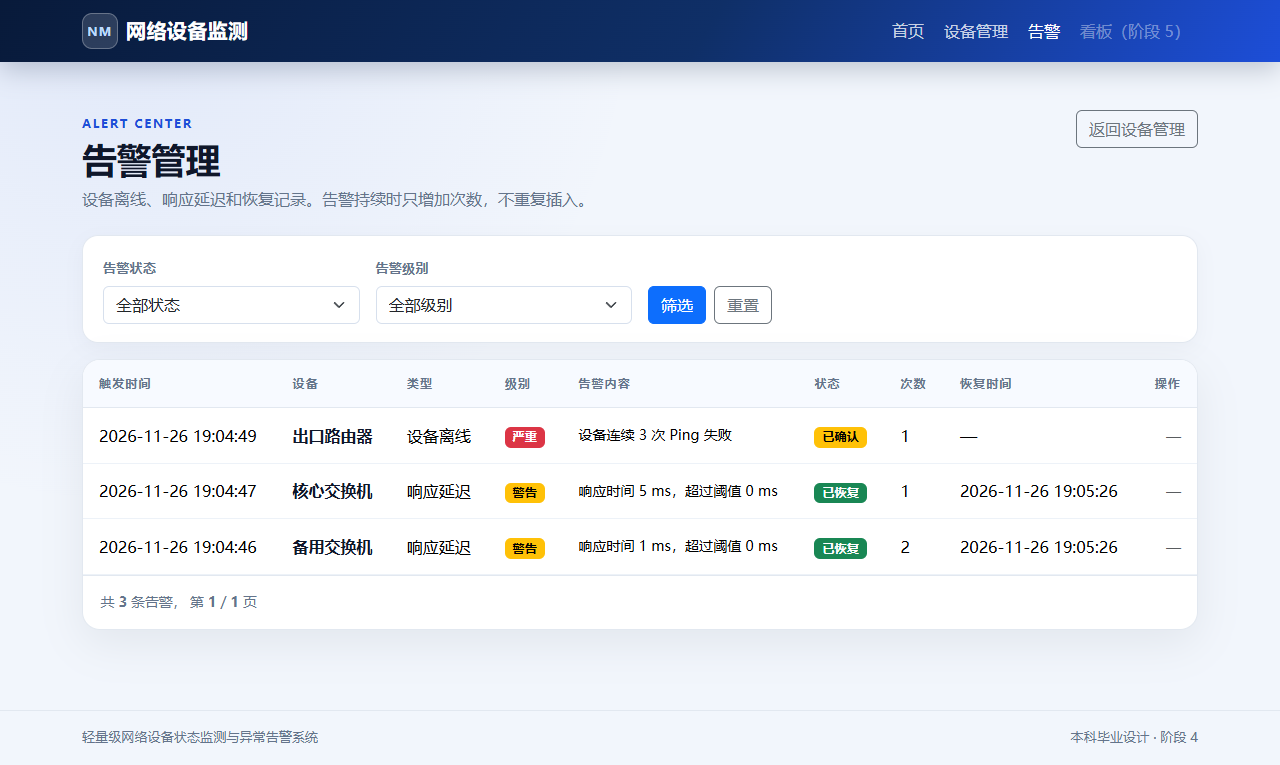 NM 网络设备监测 首页 设备管理 告警 看板（阶段 5）
ALERT CENTER
返回设备管理
告警管理
设备离线、响应延迟和恢复记录。告警持续时只增加次数，不重复插入。
告警状态 告警级别
全部状态 全部级别 筛选 重置
触发时间 设备 类型 级别 告警内容 状态 次数 恢复时间 操作
2026-11-26 19:04:49 出口路由器 设备离线 严重 设备连续 3 次 Ping 失败 已确认 1 — —
2026-11-26 19:04:47 核心交换机 响应延迟 警告 响应时间 5 ms，超过阈值 0 ms 已恢复 1 2026-11-26 19:05:26 —
2026-11-26 19:04:46 备用交换机 响应延迟 警告 响应时间 1 ms，超过阈值 0 ms 已恢复 2 2026-11-26 19:05:26 —
共 3 条告警， 第 1 / 1 页
轻量级网络设备状态监测与异常告警系统 本科毕业设计 · 阶段 4